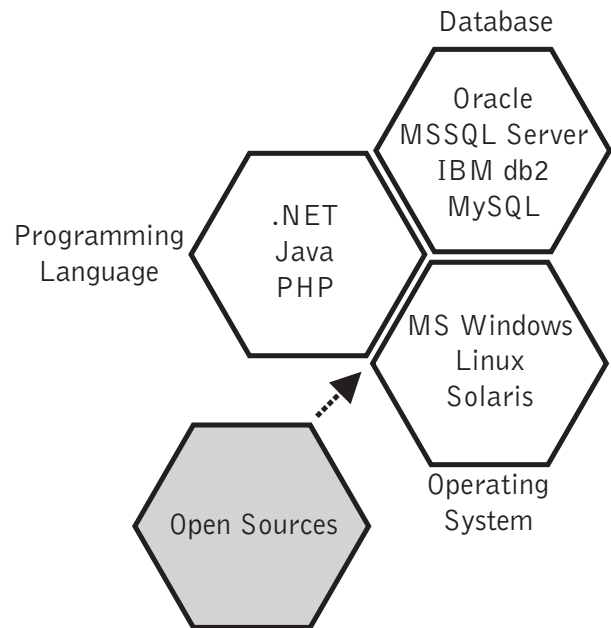 Database
Oracle
MSSQL Server
IBM db2
MySQL
Programming
Language
.NET
Java
PHP
MS Windows
Linux
Solaris
Operating
System
Open Sources